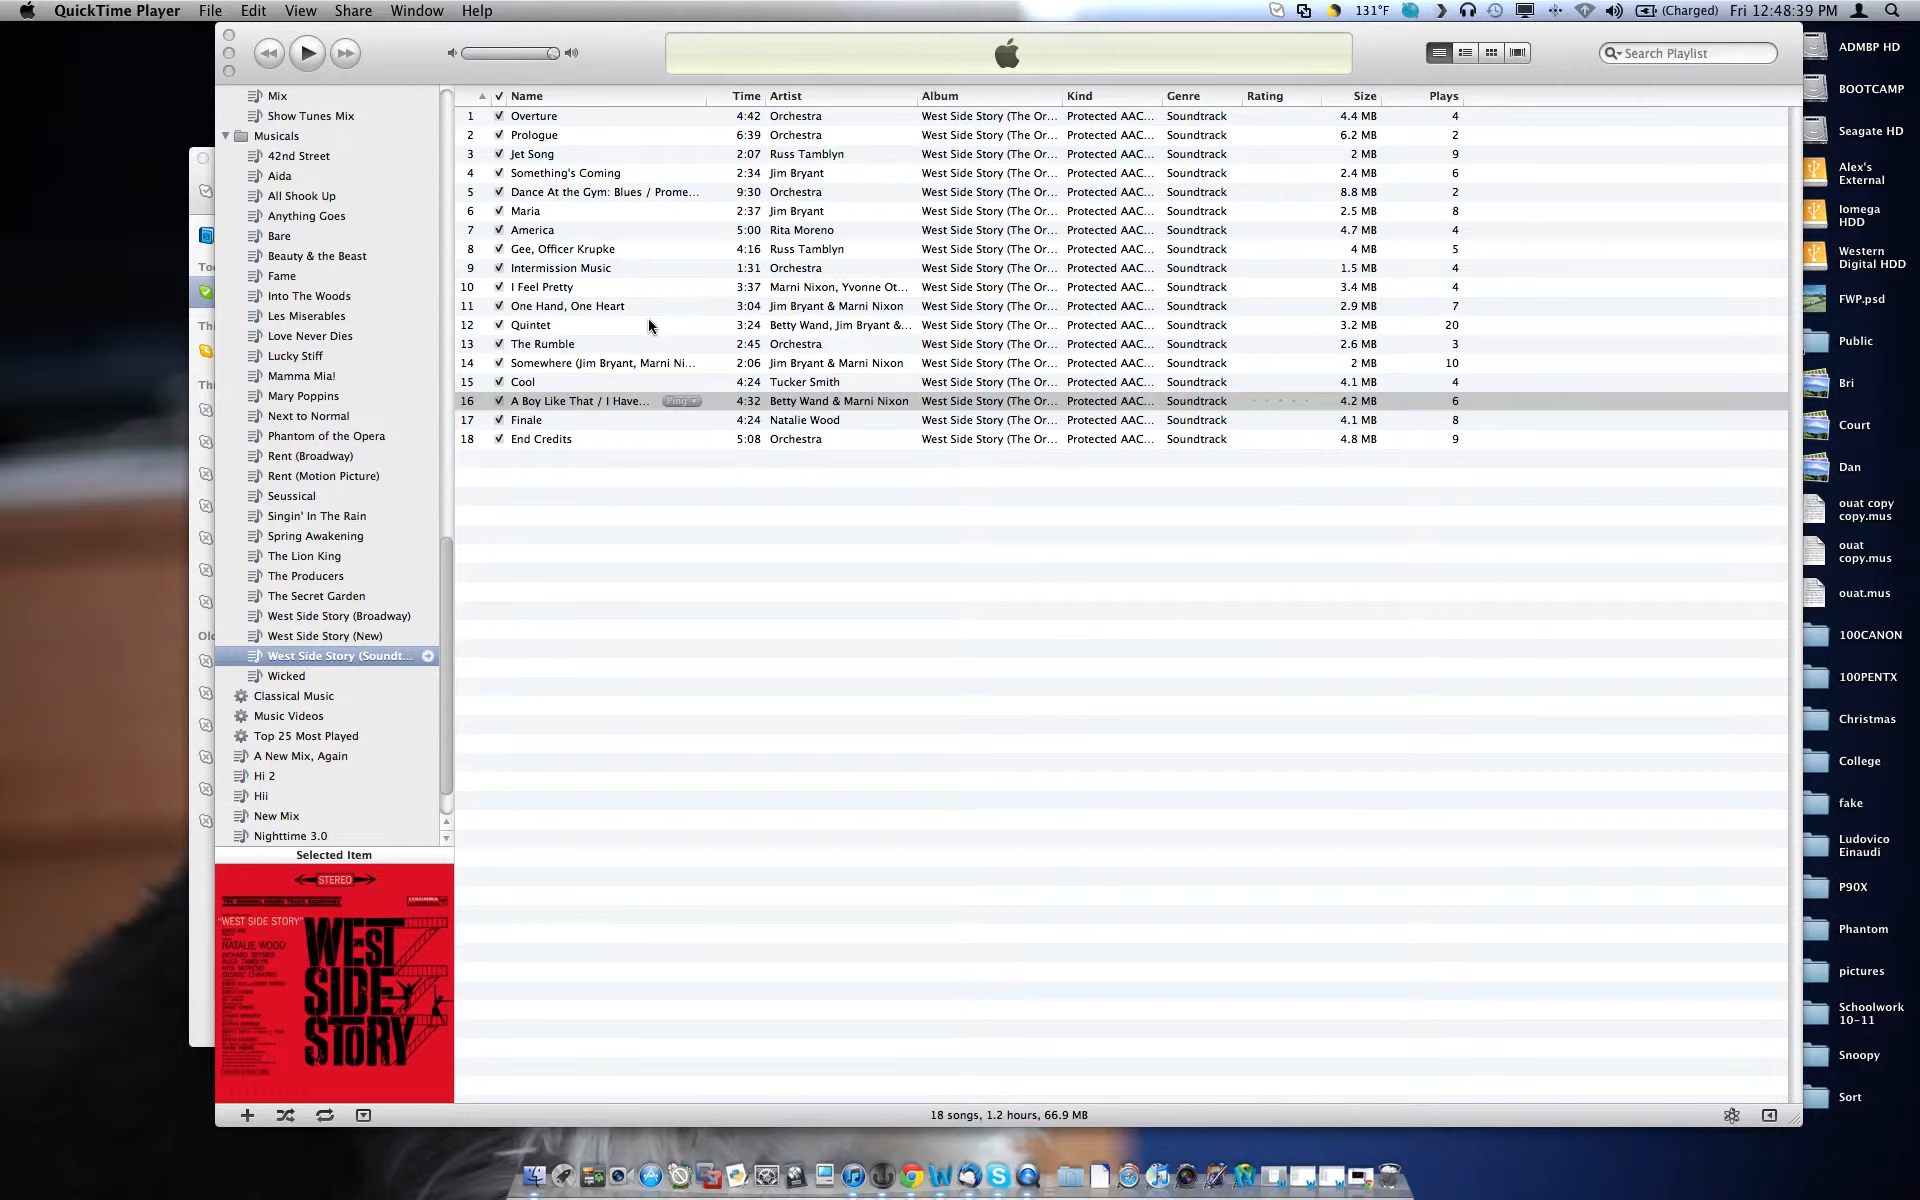 QuickTime Player File Edit View Share Window Help 131°F (Charged) Fri 12:48:39 PM
Search Playlist
Mix
Show Tunes Mix
Musicals
42nd Street
Aida
All Shook Up
Anything Goes
Bare
Beauty & the Beast
Fame
Into The Woods
Les Miserables
Love Never Dies
Lucky Stiff
Mamma Mia!
Mary Poppins
Next to Normal
Phantom of the Opera
Rent (Broadway)
Rent (Motion Picture)
Seussical
Singin' In The Rain
Spring Awakening
The Lion King
The Producers
The Secret Garden
West Side Story (Broadway)
West Side Story (New)
West Side Story (Soundt...
Wicked
Classical Music
Music Videos
Top 25 Most Played
A New Mix, Again
Hi 2
Hii
New Mix
Nighttime 3.0
Selected Item
STEREO
"WEST SIDE STORY"
NATALIE WOOD
WEST
SIDE
STORY
Name Time Artist Album Kind Genre Rating Size Plays
1 Overture 4:42 Orchestra West Side Story (The Or... Protected AAC... Soundtrack 4.4 MB 4
2 Prologue 6:39 Orchestra West Side Story (The Or... Protected AAC... Soundtrack 6.2 MB 2
3 Jet Song 2:07 Russ Tamblyn West Side Story (The Or... Protected AAC... Soundtrack 2 MB 9
4 Something's Coming 2:34 Jim Bryant West Side Story (The Or... Protected AAC... Soundtrack 2.4 MB 6
5 Dance At the Gym: Blues / Prome... 9:30 Orchestra West Side Story (The Or... Protected AAC... Soundtrack 8.8 MB 2
6 Maria 2:37 Jim Bryant West Side Story (The Or... Protected AAC... Soundtrack 2.5 MB 8
7 America 5:00 Rita Moreno West Side Story (The Or... Protected AAC... Soundtrack 4.7 MB 4
8 Gee, Officer Krupke 4:16 Russ Tamblyn West Side Story (The Or... Protected AAC... Soundtrack 4 MB 5
9 Intermission Music 1:31 Orchestra West Side Story (The Or... Protected AAC... Soundtrack 1.5 MB 4
10 I Feel Pretty 3:37 Marni Nixon, Yvonne Ot... West Side Story (The Or... Protected AAC... Soundtrack 3.4 MB 4
11 One Hand, One Heart 3:04 Jim Bryant & Marni Nixon West Side Story (The Or... Protected AAC... Soundtrack 2.9 MB 7
12 Quintet 3:24 Betty Wand, Jim Bryant &... West Side Story (The Or... Protected AAC... Soundtrack 3.2 MB 20
13 The Rumble 2:45 Orchestra West Side Story (The Or... Protected AAC... Soundtrack 2.6 MB 3
14 Somewhere (Jim Bryant, Marni Ni... 2:06 Jim Bryant & Marni Nixon West Side Story (The Or... Protected AAC... Soundtrack 2 MB 10
15 Cool 4:24 Tucker Smith West Side Story (The Or... Protected AAC... Soundtrack 4.1 MB 4
16 A Boy Like That / I Have... Ping 4:32 Betty Wand & Marni Nixon West Side Story (The Or... Protected AAC... Soundtrack 4.2 MB 6
17 Finale 4:24 Natalie Wood West Side Story (The Or... Protected AAC... Soundtrack 4.1 MB 8
18 End Credits 5:08 Orchestra West Side Story (The Or... Protected AAC... Soundtrack 4.8 MB 9
18 songs, 1.2 hours, 66.9 MB
ADMBP HD
BOOTCAMP
Seagate HD
Alex's
External
Iomega
HDD
Western
Digital HDD
FWP.psd
Public
Bri
Court
Dan
ouat copy
copy.mus
ouat
copy.mus
ouat.mus
100CANON
100PENTX
Christmas
College
fake
Ludovico
Einaudi
P90X
Phantom
pictures
Schoolwork
10-11
Snoopy
Sort